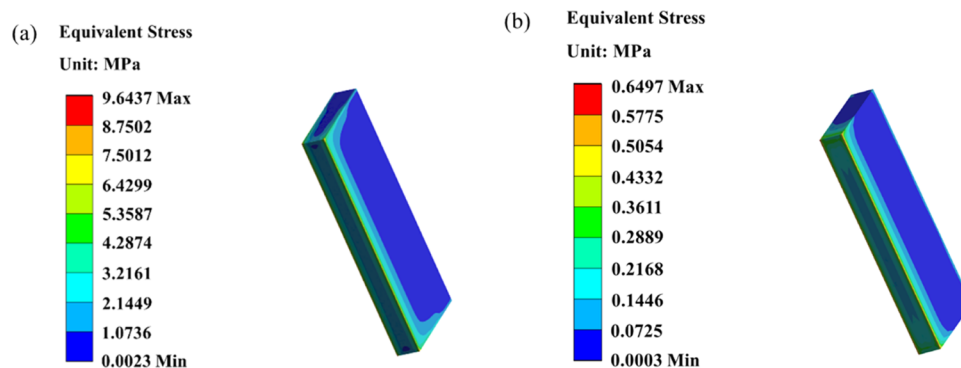 (a) Equivalent Stress
Unit: MPa
9.6437 Max
8.7502
7.5012
6.4299
5.3587
4.2874
3.2161
2.1449
1.0736
0.0023 Min
(b) Equivalent Stress
Unit: MPa
0.6497 Max
0.5775
0.5054
0.4332
0.3611
0.2889
0.2168
0.1446
0.0725
0.0003 Min